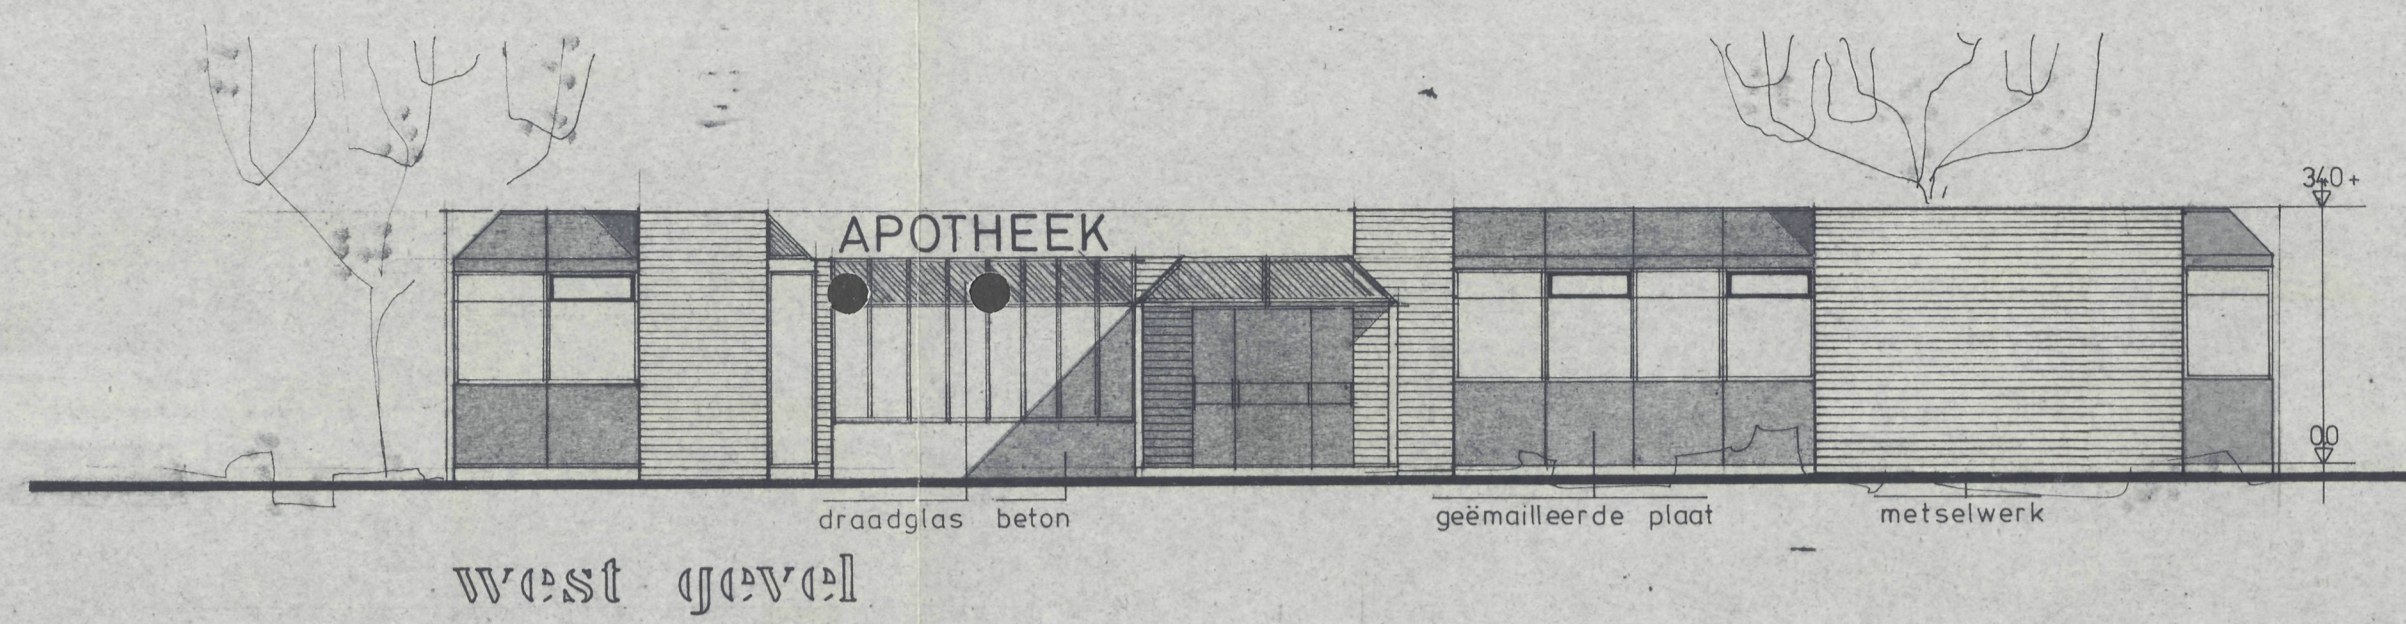 340+
APOTHEEK
00
draadglas beton geëmailleerde plaat metselwerk
west gevel